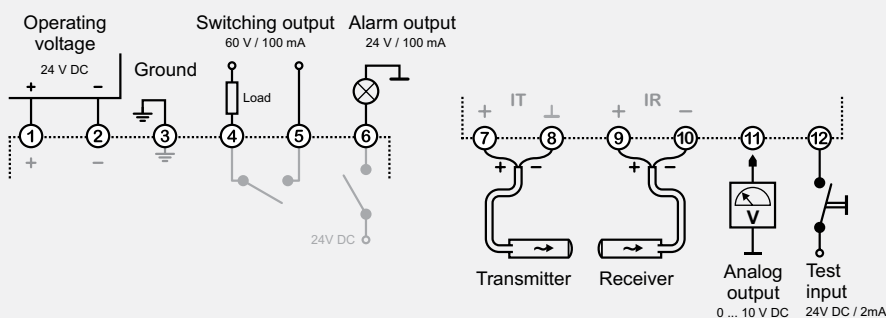 Operating
voltage
24 V DC
+ −
Ground
Switching output
60 V / 100 mA
Load
Alarm output
24 V / 100 mA
1 2 3 4 5 6
+ −
24V DC
+ IT ⊥ + IR −
7 8 9 10 11 12
+ − + −
V
Transmitter
Receiver
Analog
output
0 ... 10 V DC
Test
input
24V DC / 2mA